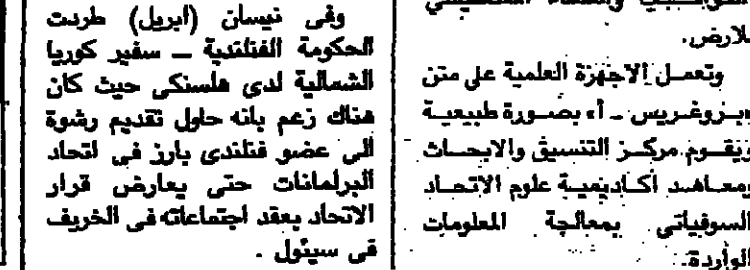 للارض.
وتعمل الاجهزة العلمية على متن
«بروغريس - أ» بصورة طبيعية
ويقوم مركز التنسيق والابحاث
ومعاهد اكاديمية علوم الاتحاد
السوفياتي بمعالجة المعلومات
الواردة.
وفى نيسان (ابريل) طردت
الحكومة الفنلندية ــ سفير كوريا
الشمالية لدى هلسنكى حيث كان
هناك زعم بانه حاول تقديم رشوة
الى عضو فنلندى بارز فى اتحاد
البرلمانات حتى يعارض قرار
الاتحاد بعقد اجتماعاته فى الخريف
فى سيئول .